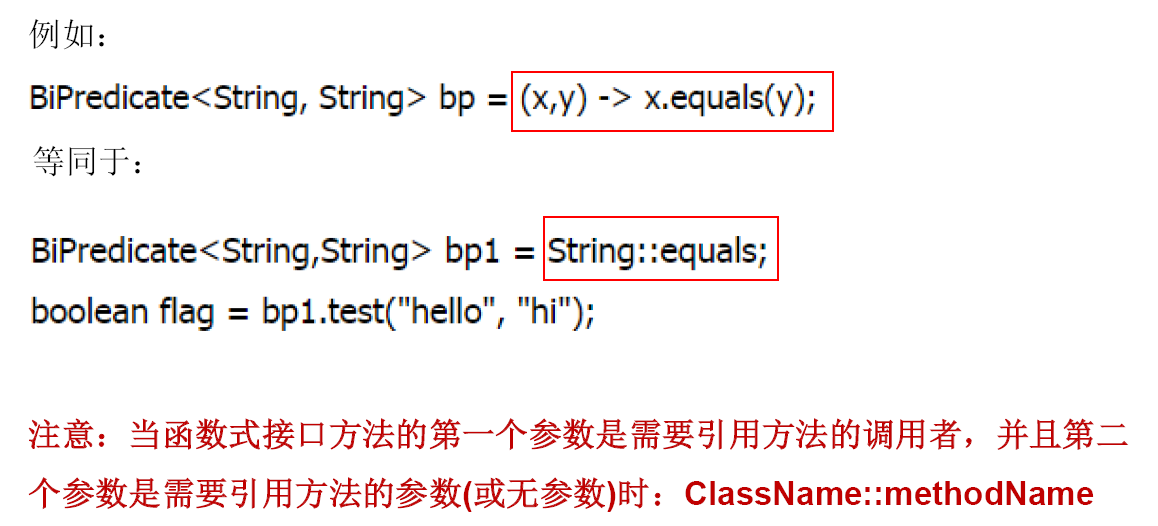 例如：
BiPredicate<String, String> bp = (x,y) -> x.equals(y);
等同于：
BiPredicate<String,String> bp1 = String::equals;
boolean flag = bp1.test("hello", "hi");
注意：当函数式接口方法的第一个参数是需要引用方法的调用者，并且第二
个参数是需要引用方法的参数(或无参数)时：ClassName::methodName